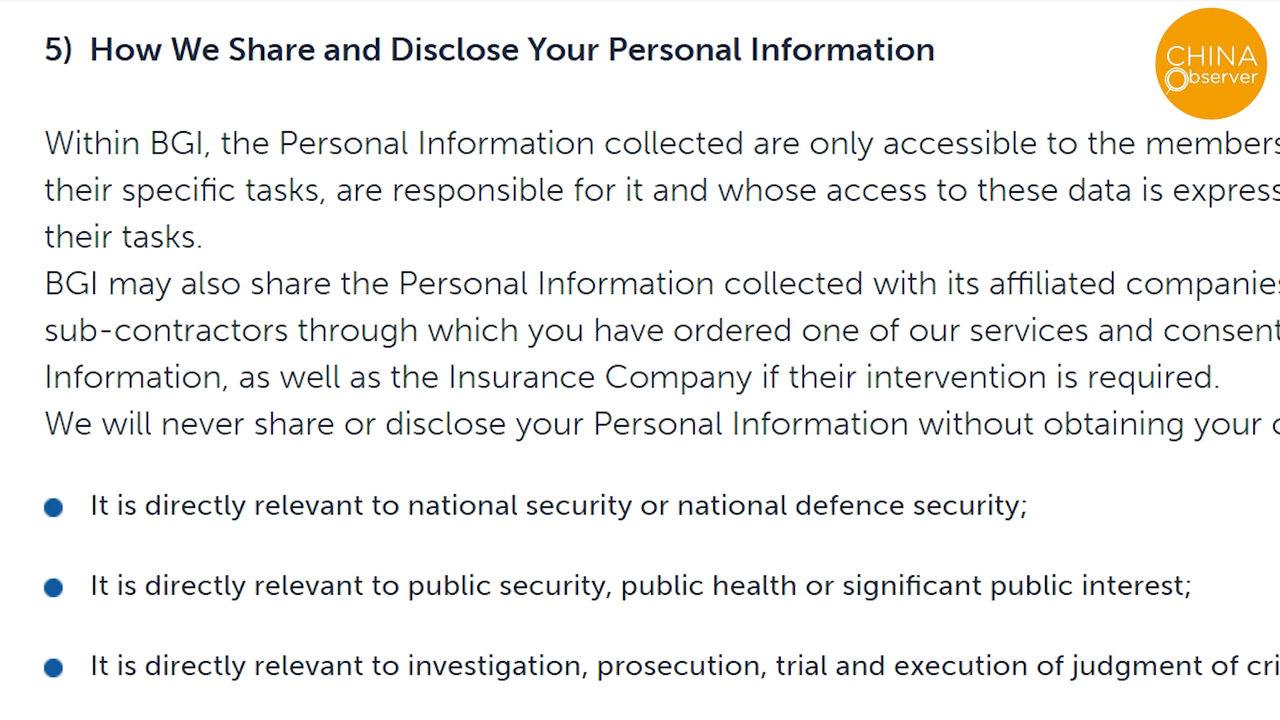 5) How We Share and Disclose Your Personal Information
CHINA
Observer
Within BGI, the Personal Information collected are only accessible to the members
their specific tasks, are responsible for it and whose access to these data is express
their tasks.
BGI may also share the Personal Information collected with its affiliated companies
sub-contractors through which you have ordered one of our services and consent
Information, as well as the Insurance Company if their intervention is required.
We will never share or disclose your Personal Information without obtaining your
It is directly relevant to national security or national defence security;
It is directly relevant to public security, public health or significant public interest;
It is directly relevant to investigation, prosecution, trial and execution of judgment of cri